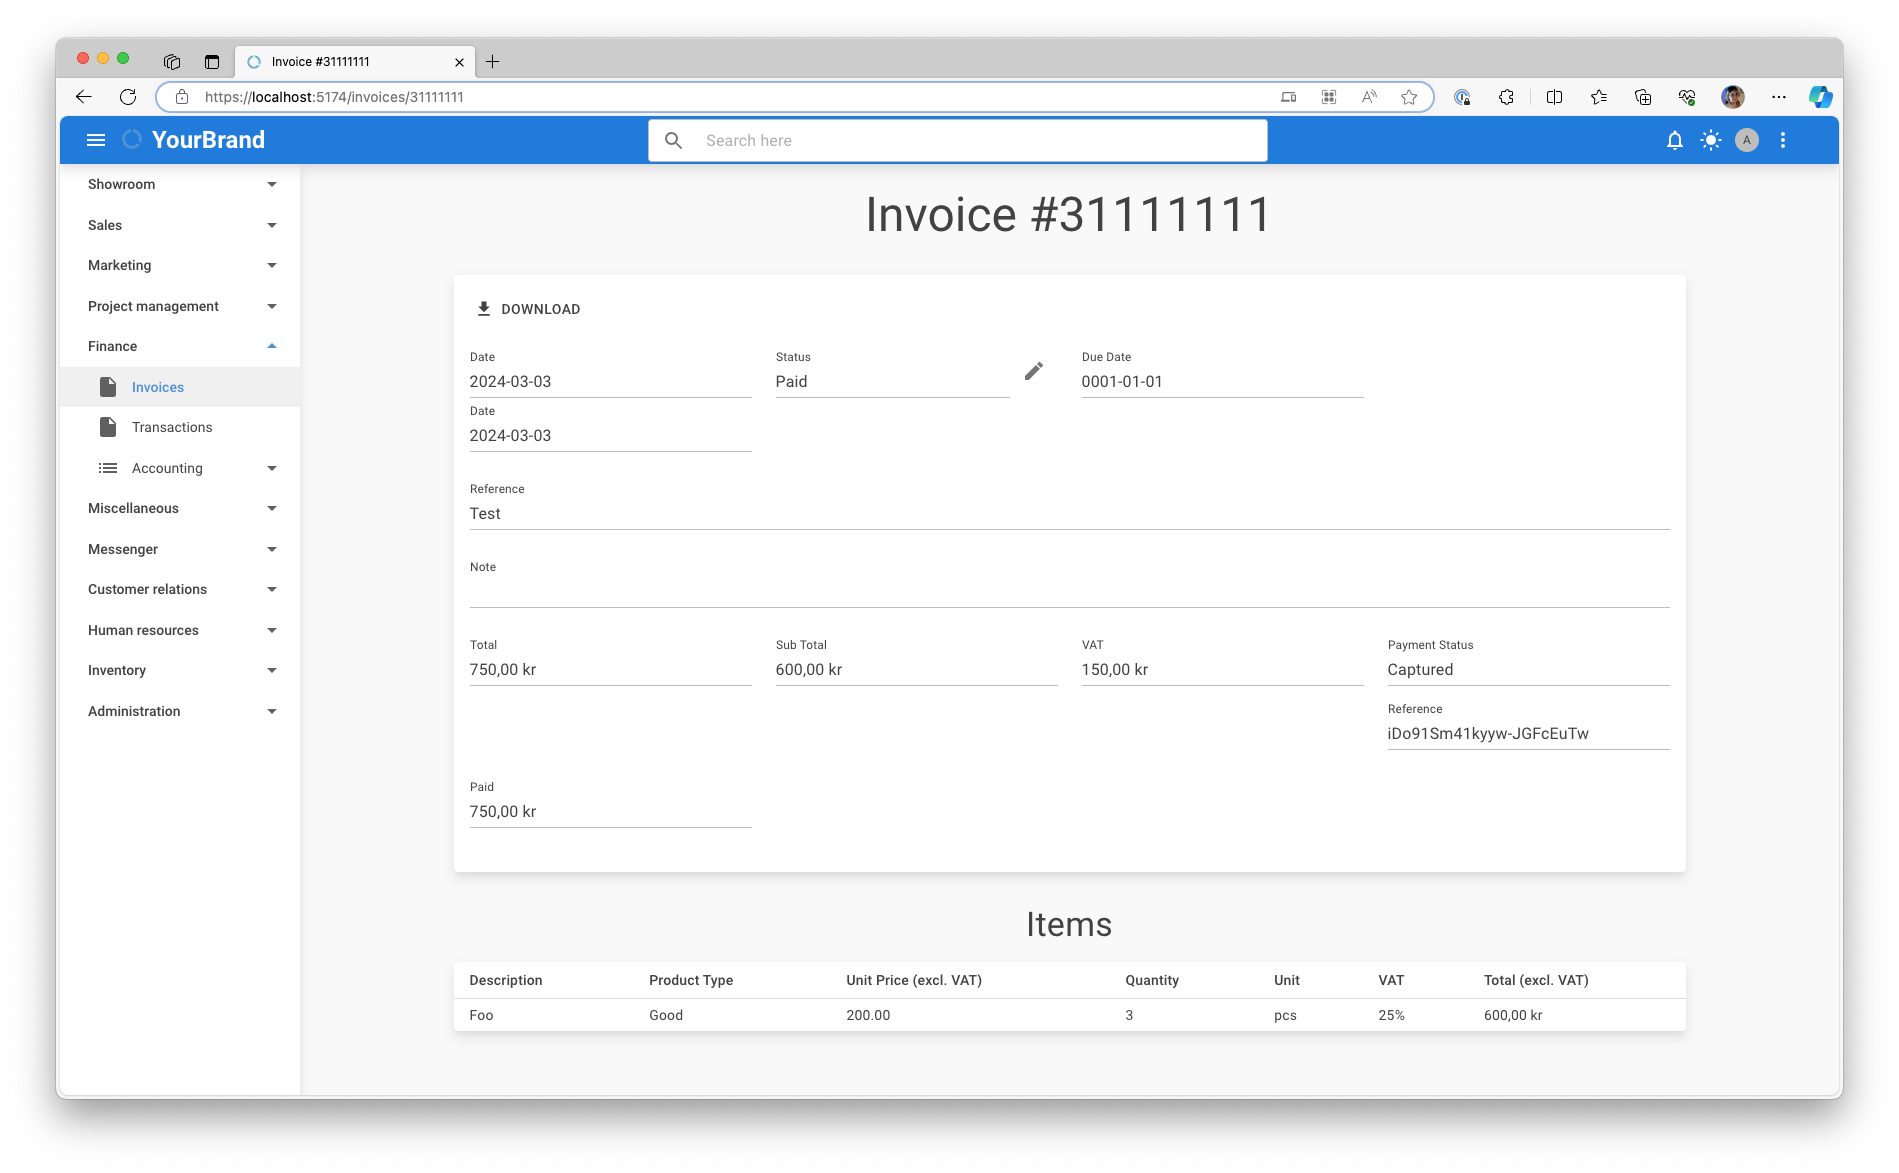 Invoice #31111111
https://localhost:5174/invoices/31111111
YourBrand
Search here
A
Showroom
Sales
Marketing
Project management
Finance
Invoices
Transactions
Accounting
Miscellaneous
Messenger
Customer relations
Human resources
Inventory
Administration
Invoice #31111111
DOWNLOAD
Date Status Due Date
2024-03-03 Paid 0001-01-01
Date
2024-03-03
Reference
Test
Note
Total Sub Total VAT Payment Status
750,00 kr 600,00 kr 150,00 kr Captured
Reference
iDo91Sm41kyyw-JGFcEuTw
Paid
750,00 kr
Items
Description Product Type Unit Price (excl. VAT) Quantity Unit VAT Total (excl. VAT)
Foo Good 200.00 3 pcs 25% 600,00 kr